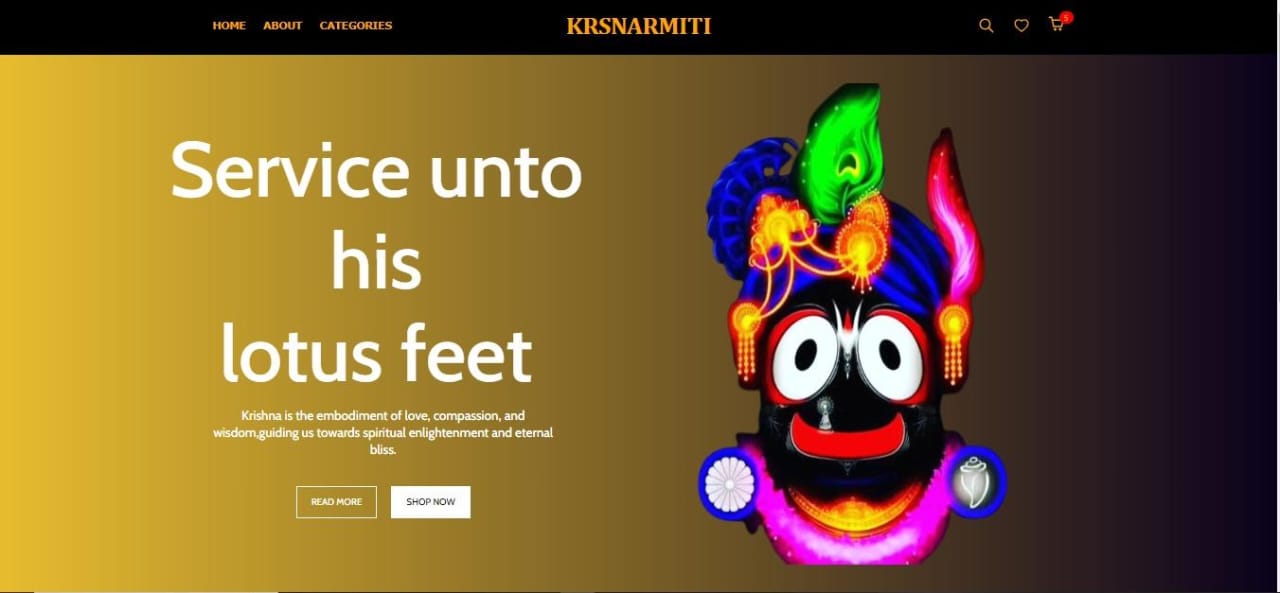 HOME ABOUT CATEGORIES KRSNARMITI 5
Service unto
his
lotus feet
Krishna is the embodiment of love, compassion, and
wisdom,guiding us towards spiritual enlightenment and eternal
bliss.
READ MORE SHOP NOW